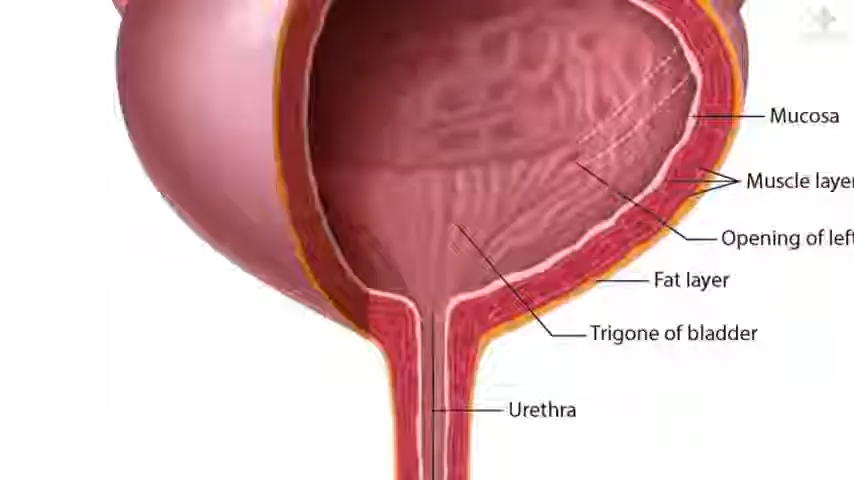 Mucosa
Muscle layer
Opening of left
Fat layer
Trigone of bladder
Urethra